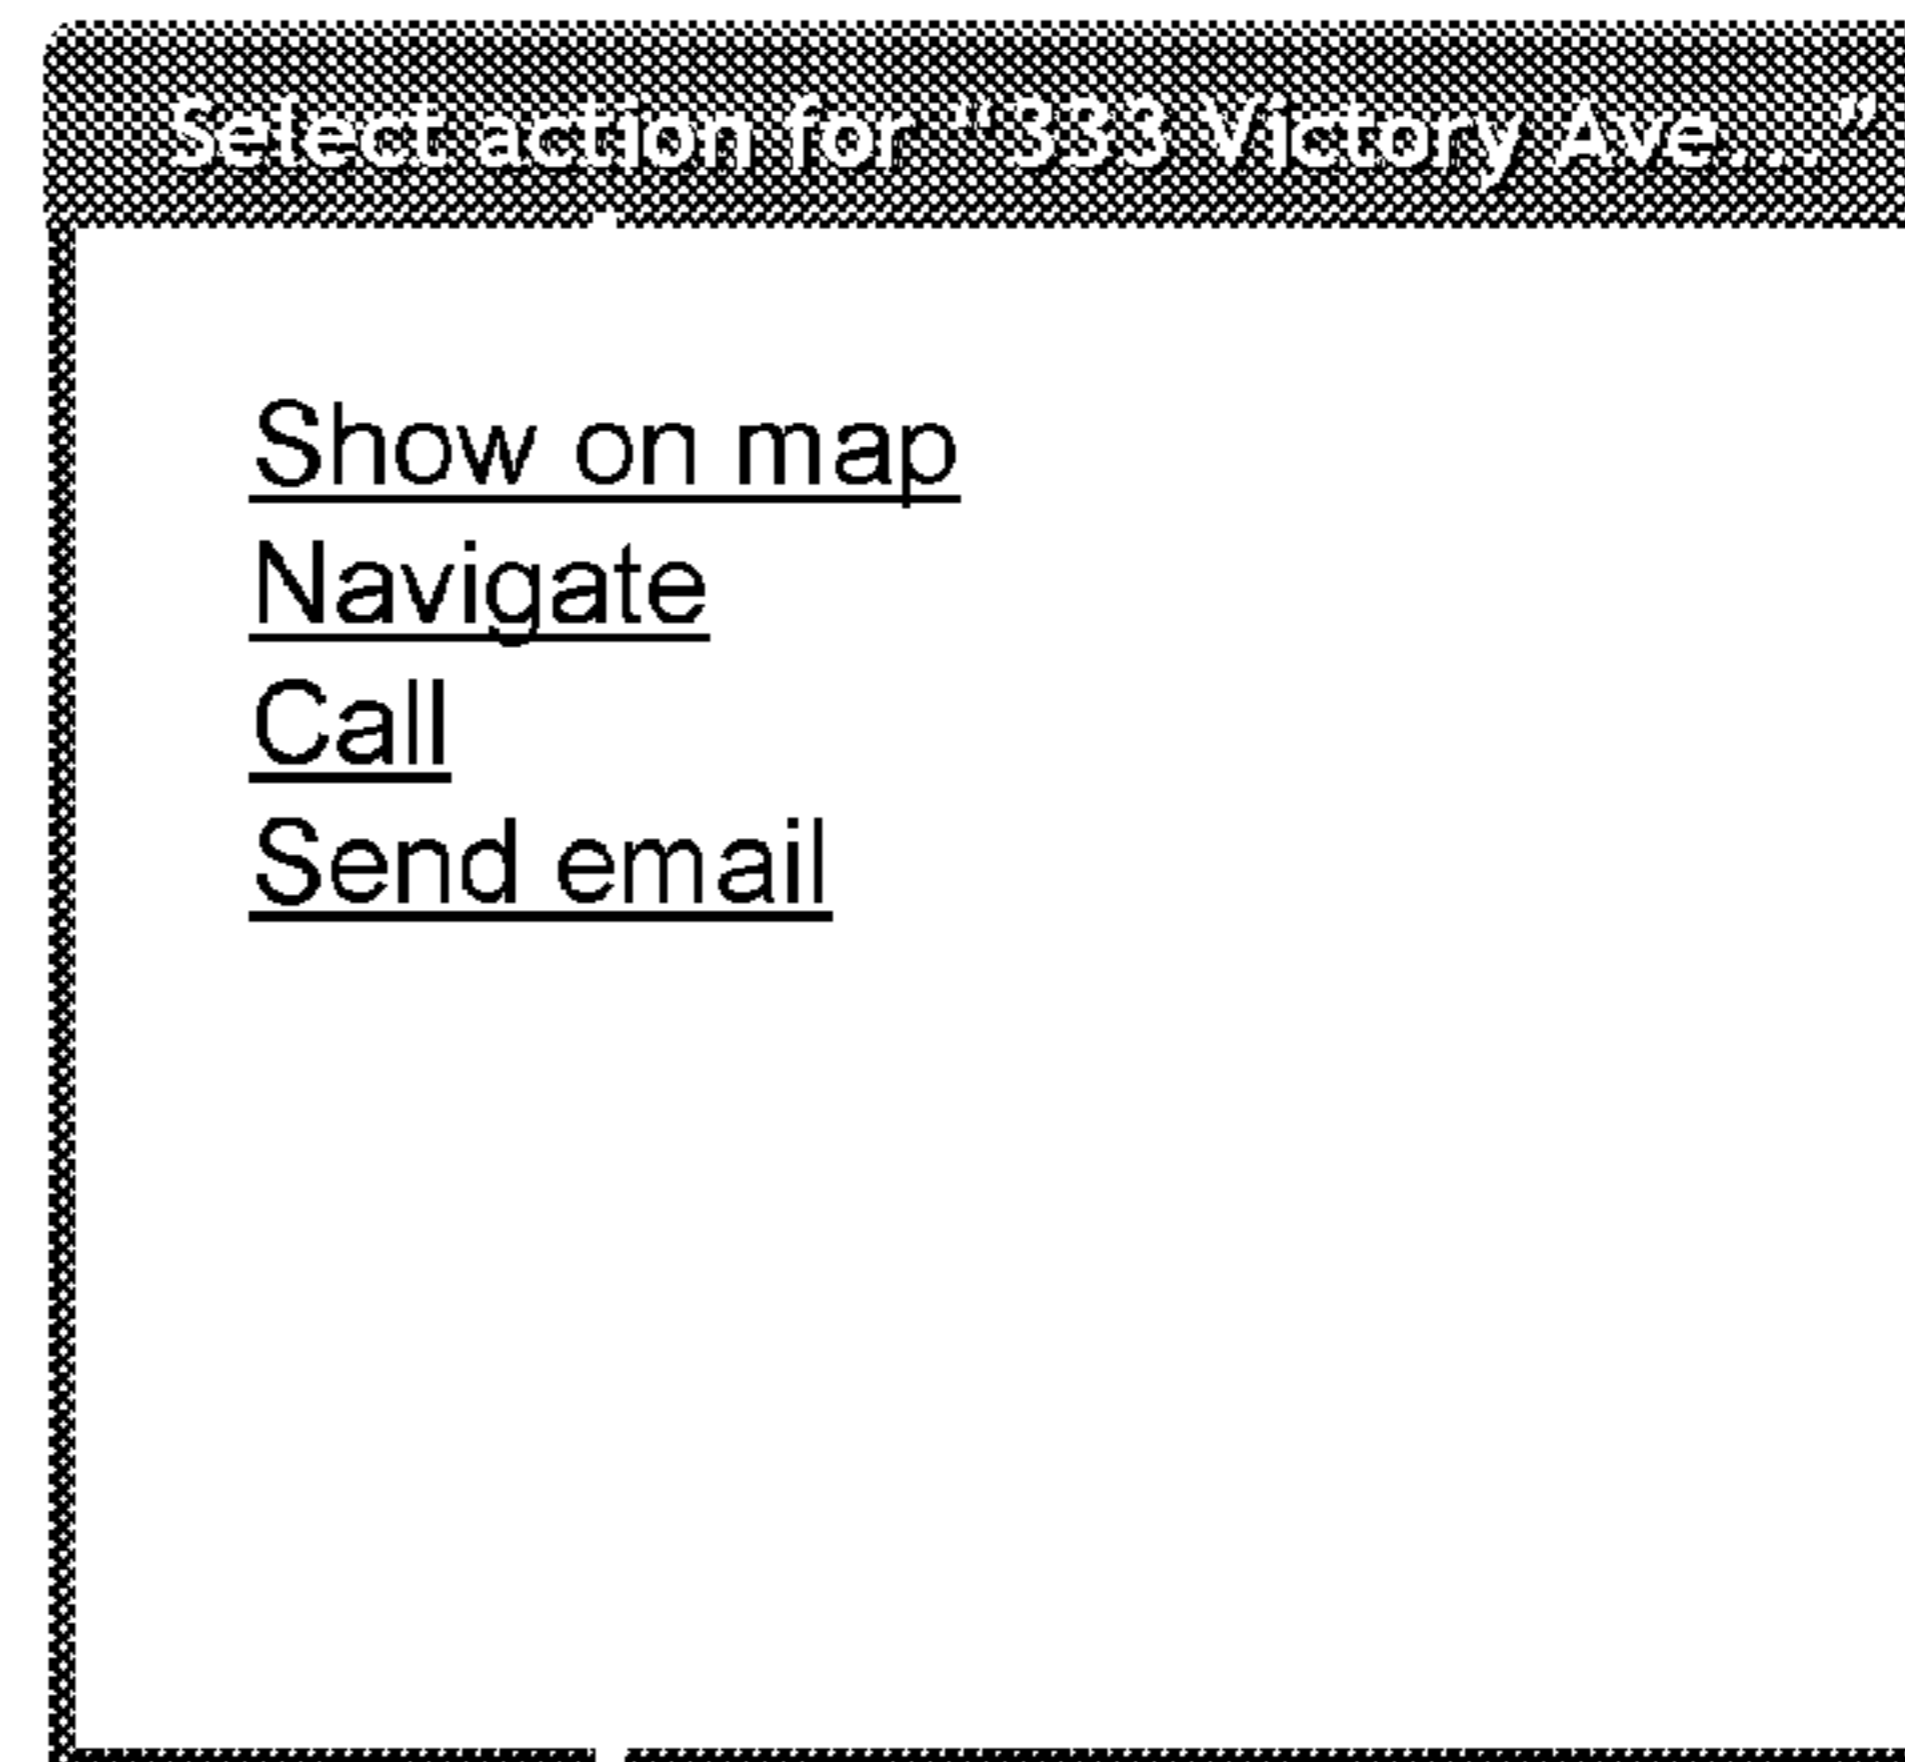 Select action for “333 Victory Ave...”
Show on map
Navigate
Call
Send email